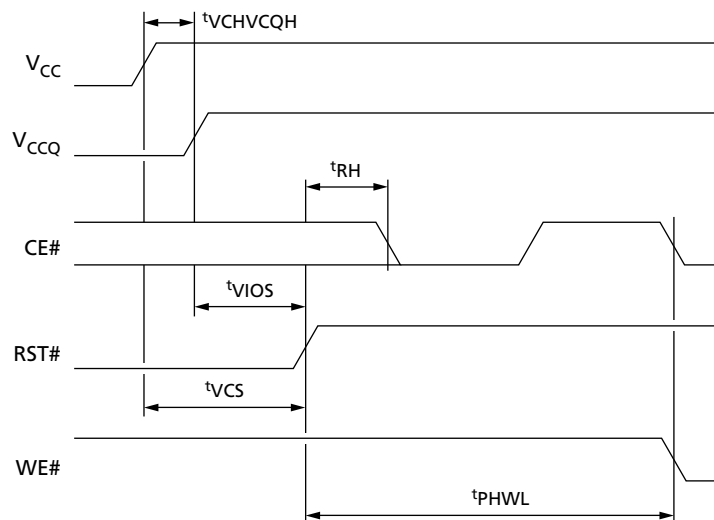 tVCHVCQH
VCC
VCCQ
tRH
CE#
tVIOS
RST#
tVCS
WE#
tPHWL